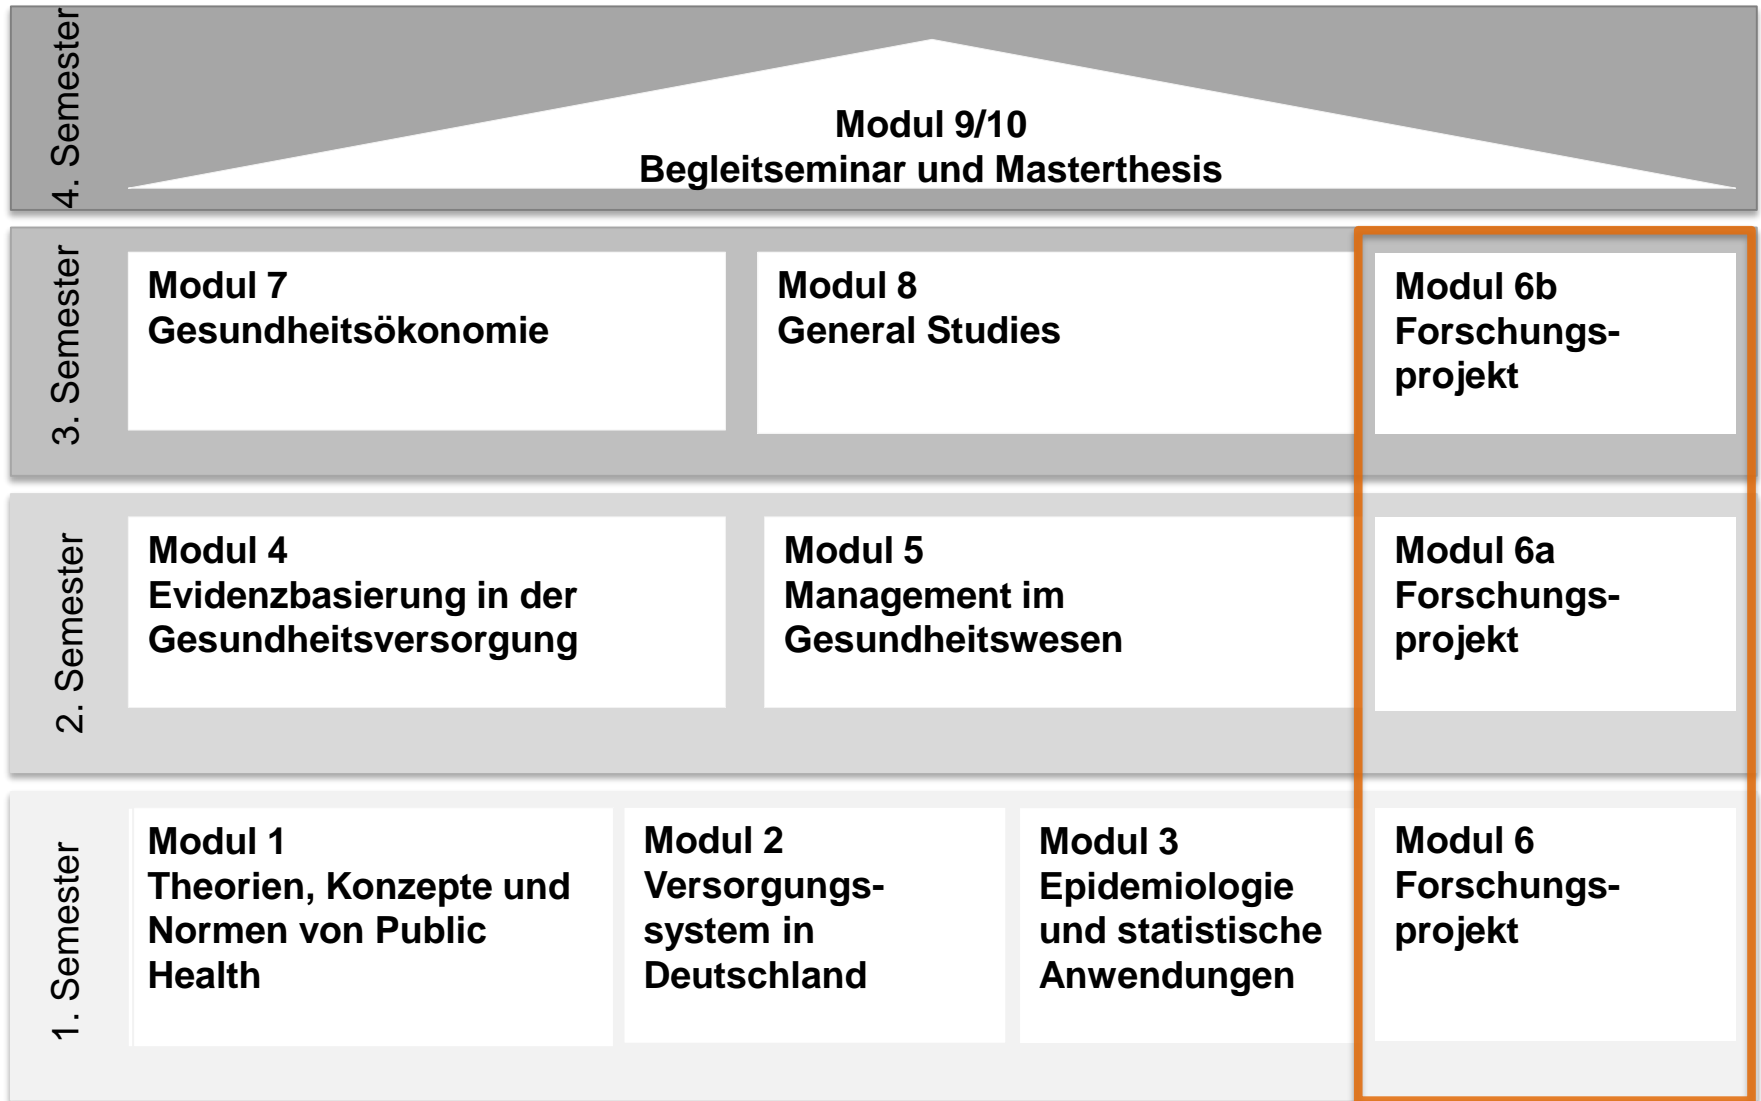 4. Semester
Modul 9/10
Begleitseminar und Masterthesis
3. Semester
Modul 7
Gesundheitsökonomie
Modul 8
General Studies
Modul 6b
Forschungs-
projekt
2. Semester
Modul 4
Evidenzbasierung in der
Gesundheitsversorgung
Modul 5
Management im
Gesundheitswesen
Modul 6a
Forschungs-
projekt
1. Semester
Modul 1
Theorien, Konzepte und
Normen von Public
Health
Modul 2
Versorgungs-
system in
Deutschland
Modul 3
Epidemiologie
und statistische
Anwendungen
Modul 6
Forschungs-
projekt